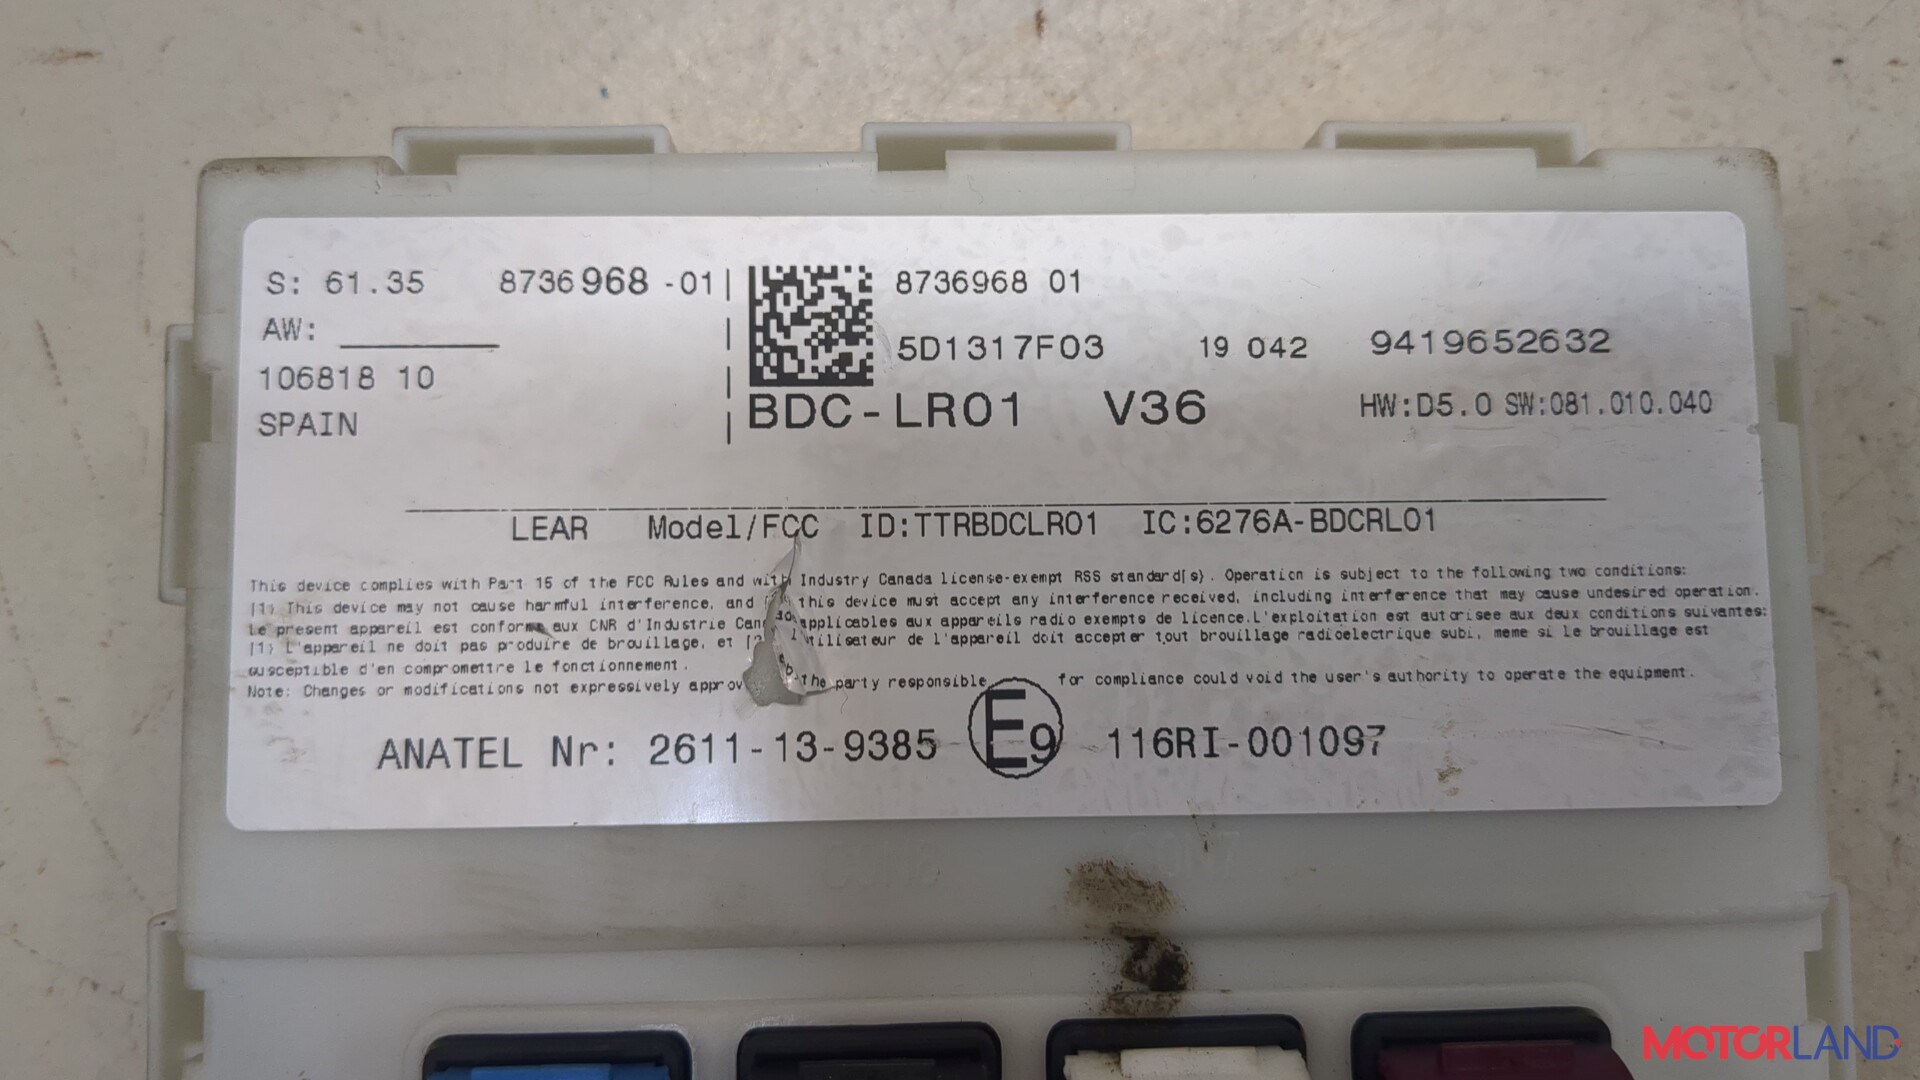 S: 61.35 8736968 -01
AW:
106818 10
SPAIN
8736968 01
5D1317F03 19 042 9419652632
BDC-LR01 V36 HW:D5.0 SW:081.010.040
LEAR Model/FCC ID:TTRBDCLR01 IC:6276A-BDCRL01
This device complies with Part 15 of the FCC Rules and with Industry Canada license-exempt RSS standard(s). Operation is subject to the following two conditions:
(1) This device may not cause harmful interference, and this device must accept any interference received, including interference that may cause undesired operation.
Le present appareil est conforme aux CNR d'Industrie applicables aux appareils radio exempts de licence.L'exploitation est autorisee aux deux conditions suivantes:
(1) L'appareil ne doit pas produire de brouillage, et l'utilisateur de l'appareil doit accepter tout brouillage radioelectrique subi, meme si le brouillage est
susceptible d'en compromettre le fonctionnement.
Note: Changes or modifications not expressively the party responsible for compliance could void the user's authority to operate the equipment.
ANATEL Nr: 2611-13-9385 E9 116RI-001097
MOTORLAND